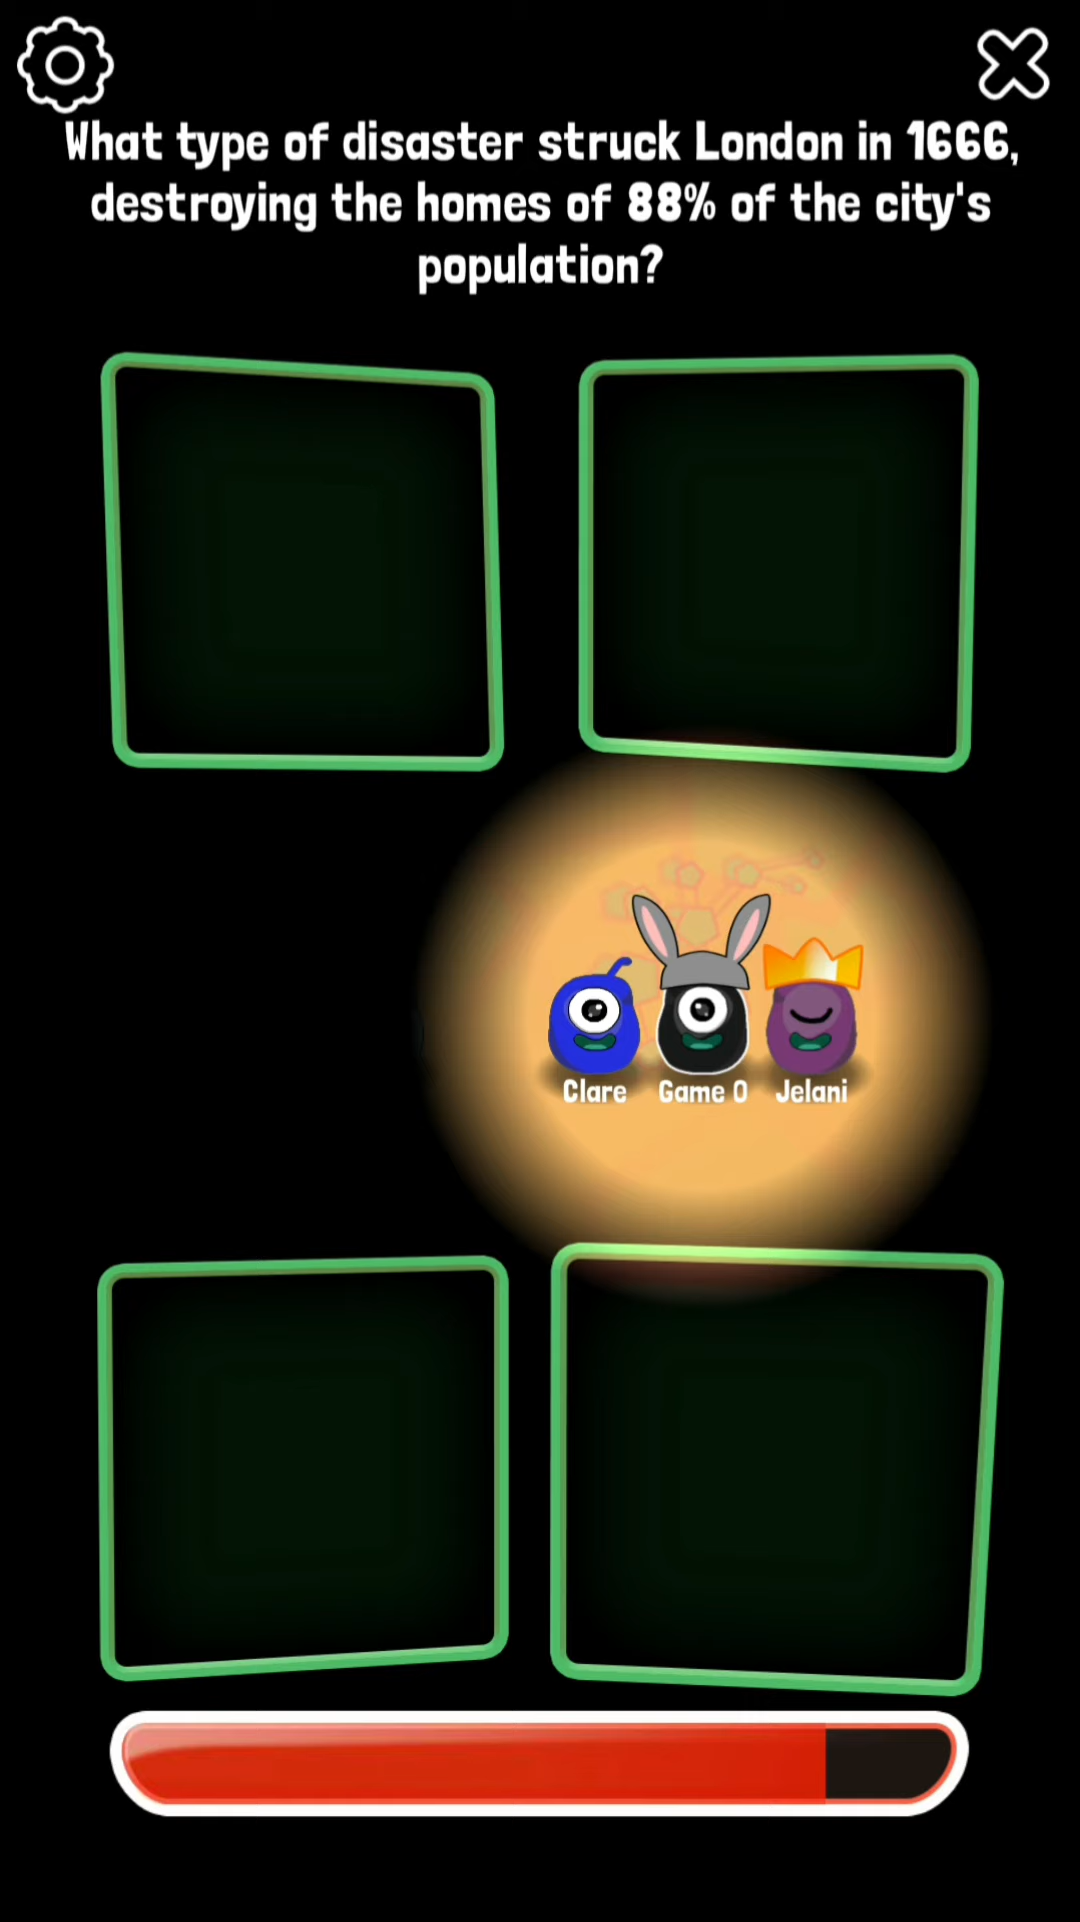 What type of disaster struck London in 1666,
destroying the homes of 88% of the city's
population?
Clare
Game O
Jelani